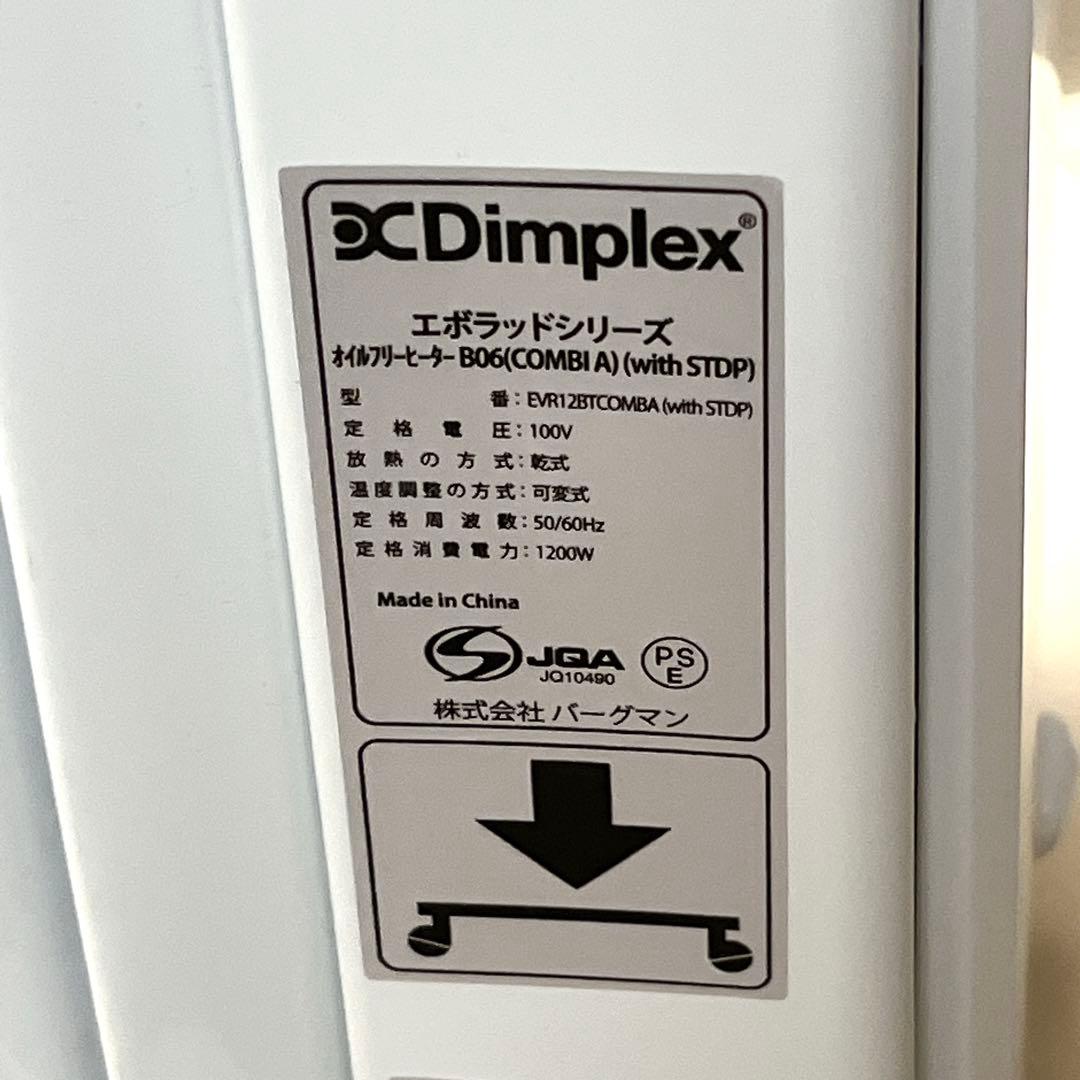 Dimplex®
エボラッドシリーズ
オイルフリーヒーター B06(COMBI A) (with STDP)
型番：EVR12BTCOMBA (with STDP)
定格電圧：100V
放熱の方式：乾式
温度調整の方式：可変式
定格周波数：50/60Hz
定格消費電力：1200W
Made in China
S JQA
JQ10490
PS
E
株式会社 バーグマン